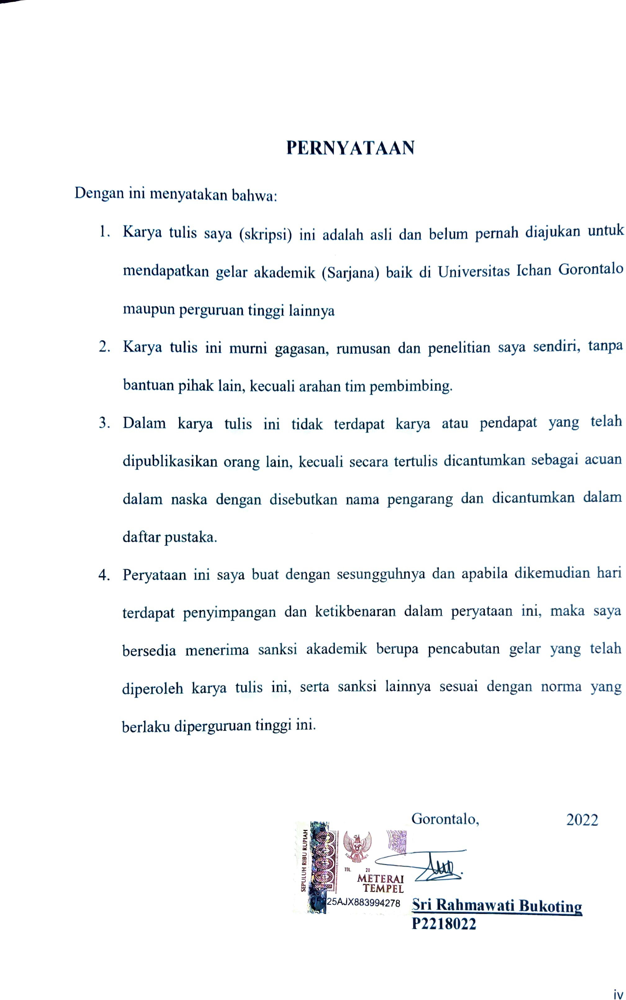 PERNYATAAN
Dengan ini menyatakan bahwa:
1. Karya tulis saya (skripsi) ini adalah asli dan belum pernah diajukan untuk
mendapatkan gelar akademik (Sarjana) baik di Universitas Ichan Gorontalo
maupun perguruan tinggi lainnya
2. Karya tulis ini murni gagasan, rumusan dan penelitian saya sendiri, tanpa
bantuan pihak lain, kecuali arahan tim pembimbing.
3. Dalam karya tulis ini tidak terdapat karya atau pendapat yang telah
dipublikasikan orang lain, kecuali secara tertulis dicantumkan sebagai acuan
dalam naska dengan disebutkan nama pengarang dan dicantumkan dalam
daftar pustaka.
4. Peryataan ini saya buat dengan sesungguhnya dan apabila dikemudian hari
terdapat penyimpangan dan ketikbenaran dalam peryataan ini, maka saya
bersedia menerima sanksi akademik berupa pencabutan gelar yang telah
diperoleh karya tulis ini, serta sanksi lainnya sesuai dengan norma yang
berlaku diperguruan tinggi ini.
Gorontalo, 2022
SEPULUH RIBU RUPIAH
10000
TGL. 20
METERAI
TEMPEL
25AJX883994278
Sri Rahmawati Bukoting
P2218022
iv